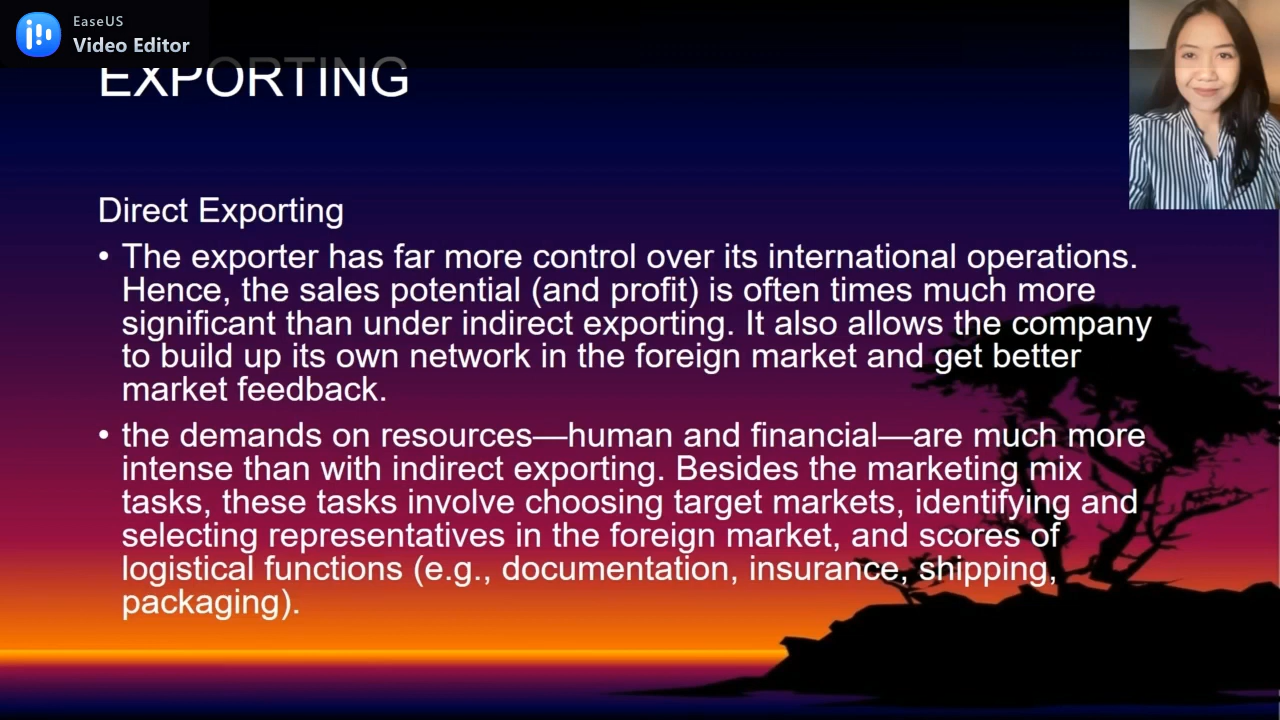 EaseUS
Video Editor
EXPORTING
Direct Exporting
• The exporter has far more control over its international operations.
Hence, the sales potential (and profit) is often times much more
significant than under indirect exporting. It also allows the company
to build up its own network in the foreign market and get better
market feedback.
• the demands on resources—human and financial—are much more
intense than with indirect exporting. Besides the marketing mix
tasks, these tasks involve choosing target markets, identifying and
selecting representatives in the foreign market, and scores of
logistical functions (e.g., documentation, insurance, shipping,
packaging).